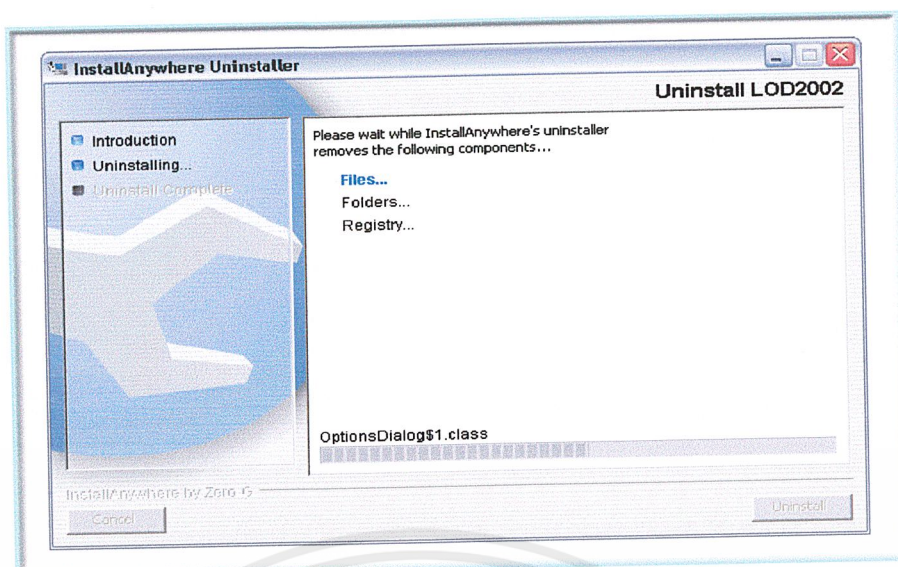 InstallAnywhere Uninstaller
Uninstall LOD2002
Introduction
Uninstalling...
Uninstall Complete
Please wait while InstallAnywhere's uninstaller
removes the following components...
Files...
Folders...
Registry...
OptionsDialog$1.class
InstallAnywhere by Zero G
Cancel
Uninstall